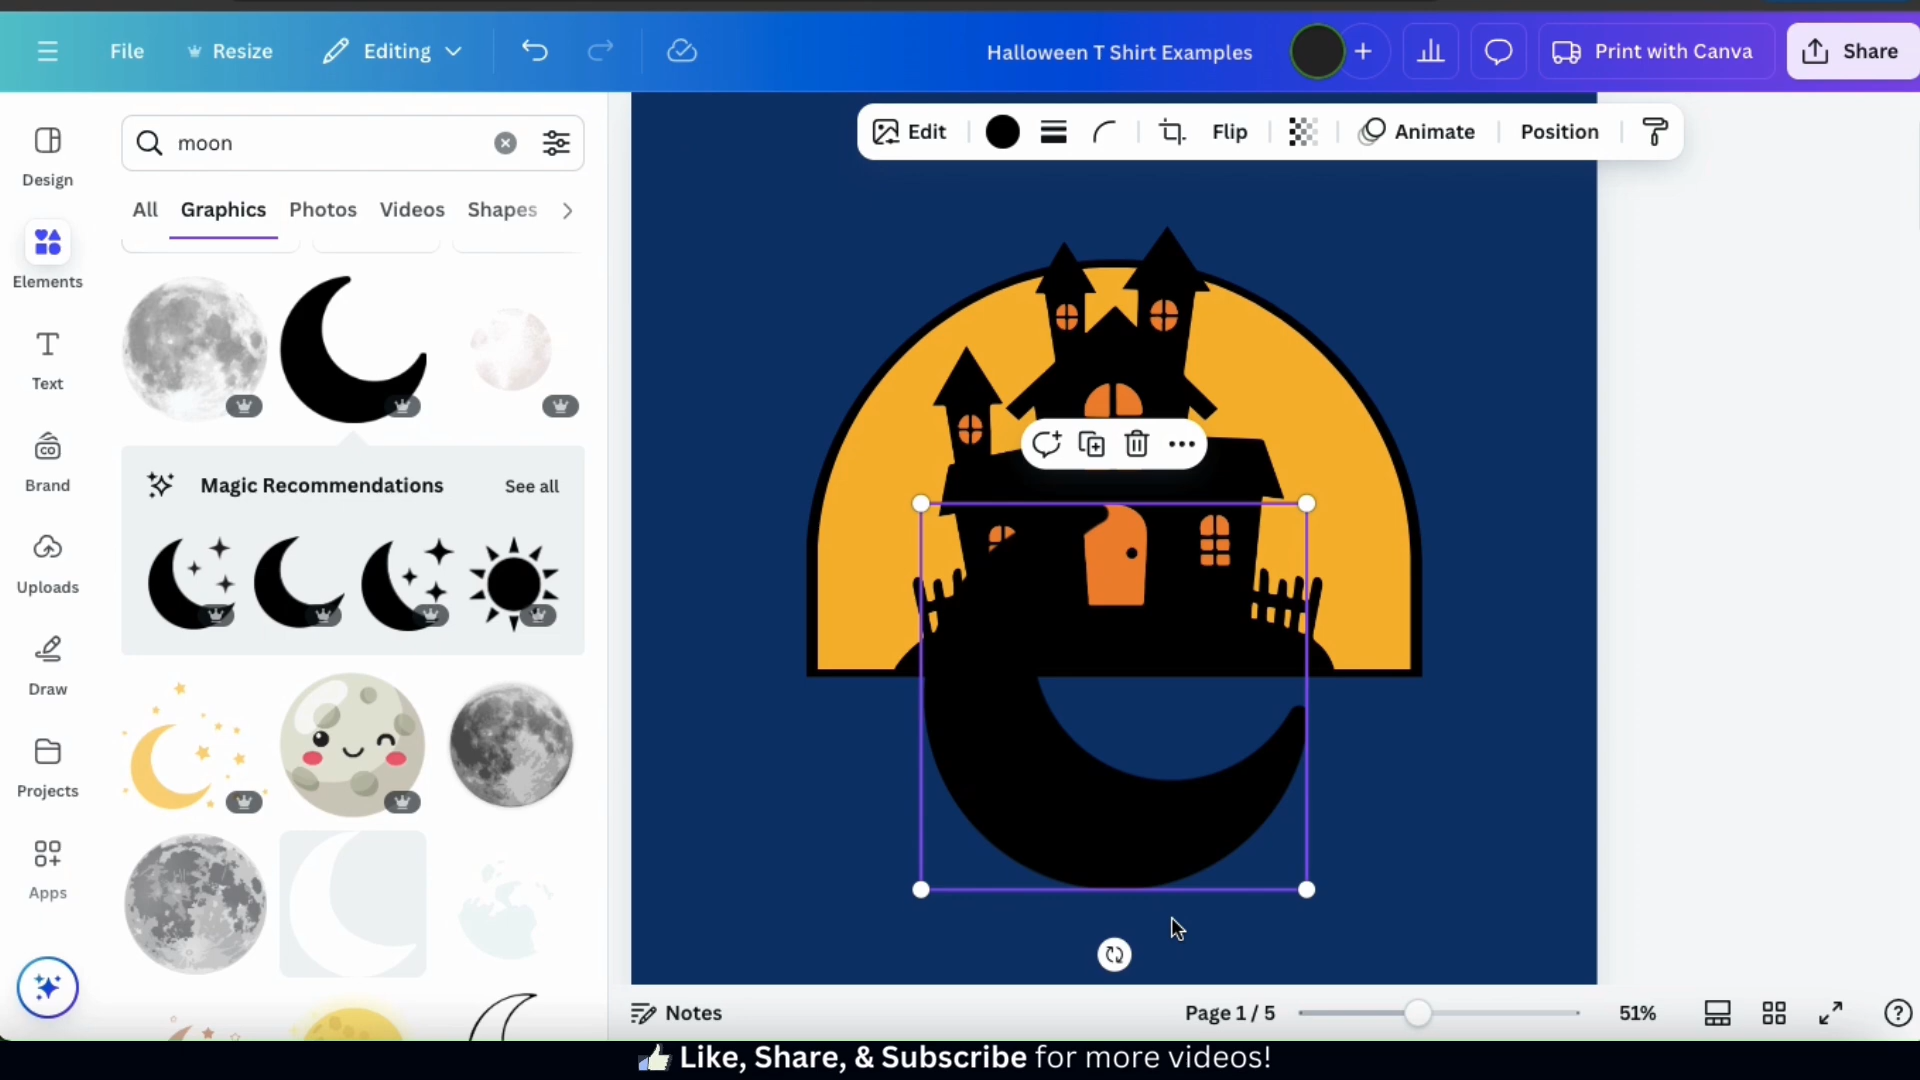 File
Resize
Editing
Halloween T Shirt Examples
Print with Canva
Share
Design
Elements
Text
Brand
Uploads
Draw
Projects
Apps
moon
All
Graphics
Photos
Videos
Shapes
Magic Recommendations
See all
Edit
Flip
Animate
Position
Notes
Page 1 / 5
51%
Like, Share, & Subscribe for more videos!